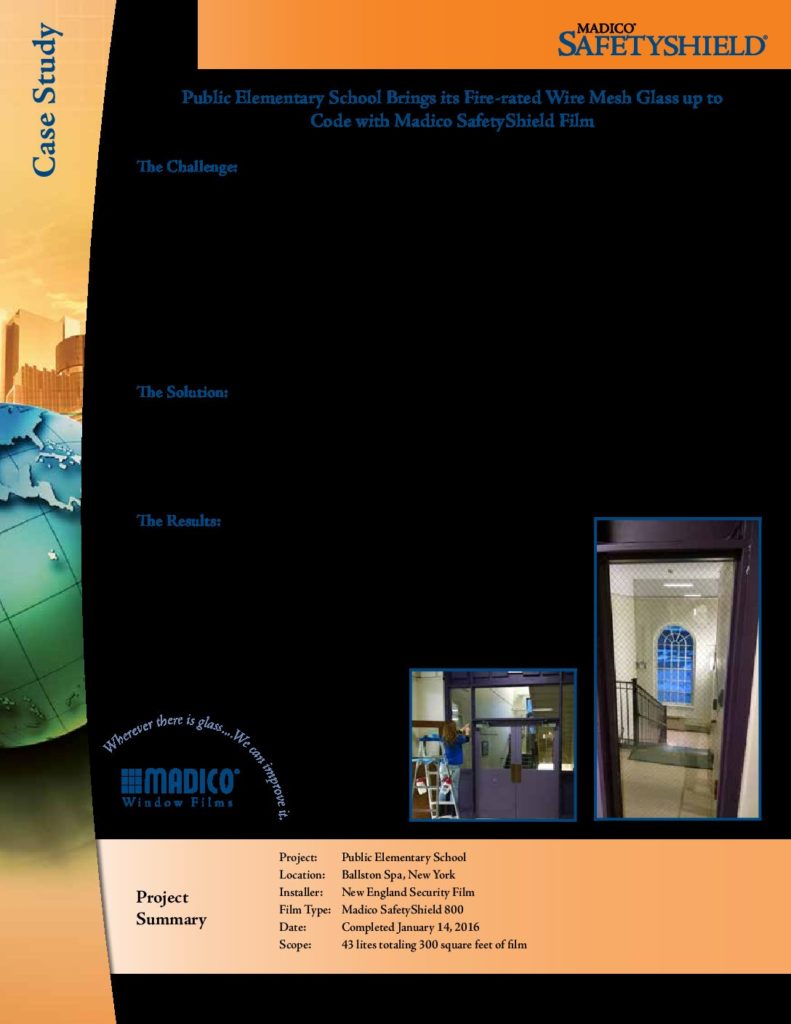 Case Study
MADICO®
SAFETYSHIELD®
Public Elementary School Brings its Fire-rated Wire Mesh Glass up to
Code with Madico SafetyShield Film
The Challenge:
The Solution:
The Results:
Wherever there is glass....We can improve it.
MADICO®
Window Films
Project Summary
Project: Public Elementary School
Location: Ballston Spa, New York
Installer: New England Security Film
Film Type: Madico SafetyShield 800
Date: Completed January 14, 2016
Scope: 43 lites totaling 300 square feet of film